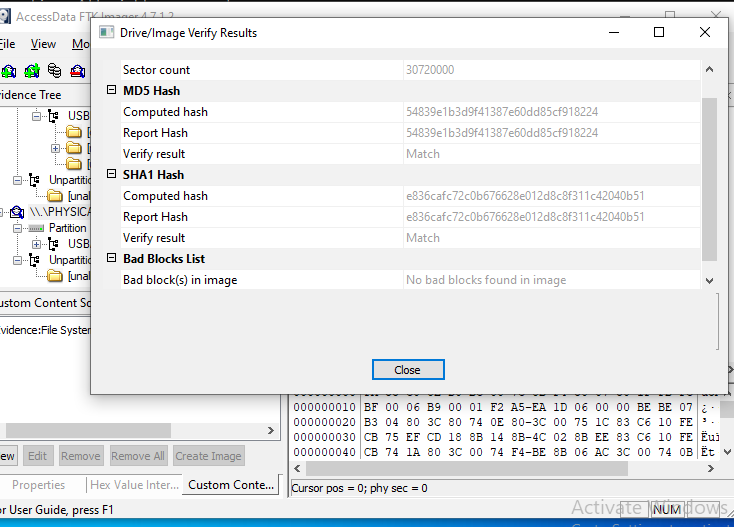 AccessData FTK Imager 4.7.1.2
Drive/Image Verify Results
File View Mo
Sector count 30720000
MD5 Hash
Computed hash 54839e1b3d9f41387e60dd85cf918224
Report Hash 54839e1b3d9f41387e60dd85cf918224
Verify result Match
SHA1 Hash
Computed hash e836cafc72c0b676628e012d8c8f311c42040b51
Report Hash e836cafc72c0b676628e012d8c8f311c42040b51
Verify result Match
Bad Blocks List
Bad block(s) in image No bad blocks found in image
Close
vidence Tree
USB
Unpartiti
[unal
\\.\PHYSICA
Partition
USB
Unpartiti
[unal
ustom Content So
vidence:File System
ew Edit Remove Remove All Create Image
Properties Hex Value Inter... Custom Conte...
000000010 BF 00 06 B9 00 01 F2 A5-EA 1D 06 00 00 BE BE 07 ¿·
000000020 B3 04 80 3C 80 74 0E 80-3C 00 75 1C 83 C6 10 FE ³·
000000030 CB 75 EF CD 18 8B 14 8B-4C 02 8B EE 83 C6 10 FE Ëuï
000000040 CB 74 1A 80 3C 00 74 F4-BE 8B 06 AC 3C 00 74 0B Ët
Cursor pos = 0; phy sec = 0
or User Guide, press F1
NUM
Activate Windows